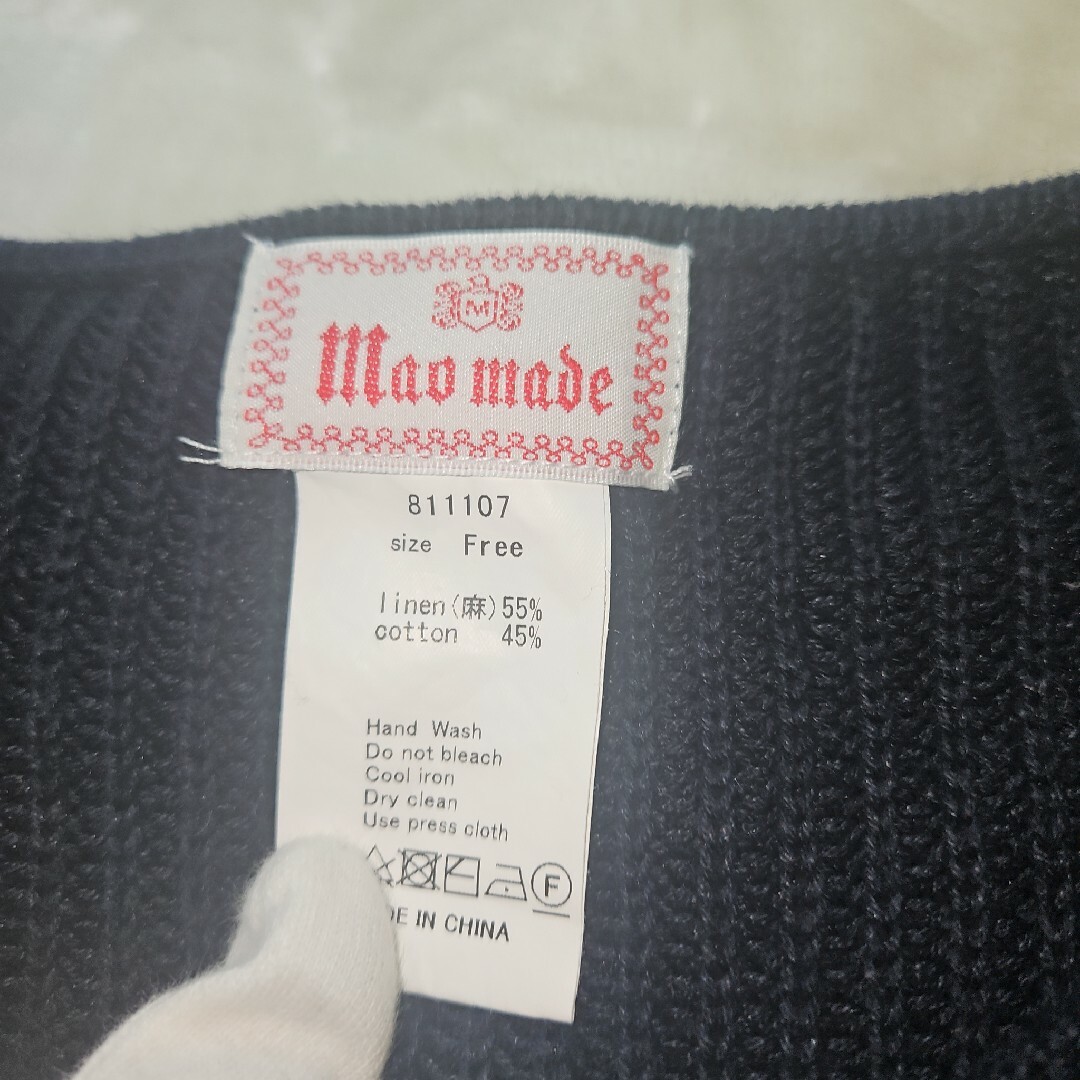 M
Mao made
811107
size Free
linen(麻)55%
cotton 45%
Hand Wash
Do not bleach
Cool iron
Dry clean
Use press cloth
F
IN CHINA